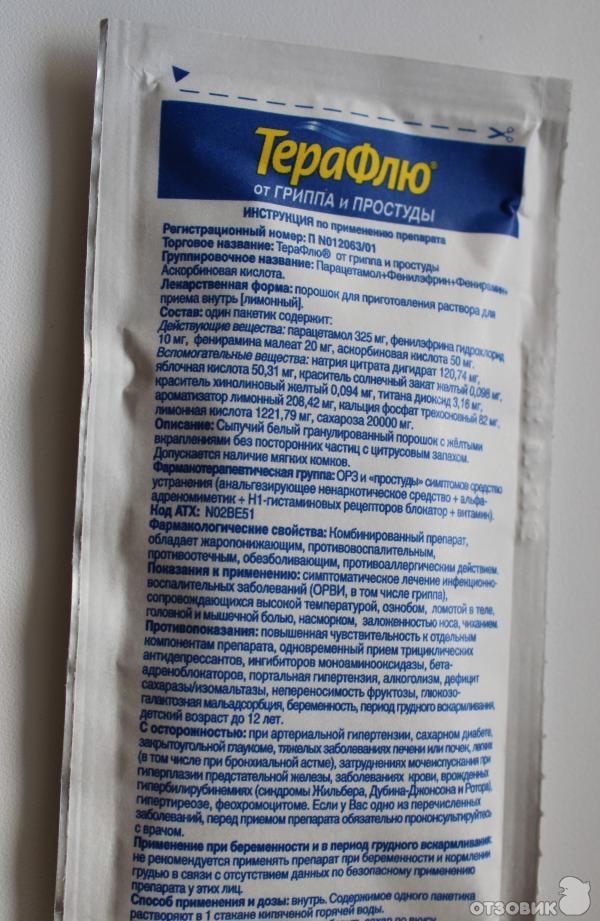 ТераФлю®
от ГРИППА и ПРОСТУДЫ
ИНСТРУКЦИЯ по применению препарата
Регистрационный номер: П N012063/01
Торговое название: ТераФлю® от гриппа и простуды
Группировочное название: Парацетамол+Фенилэфрин+Фенирамин+
Аскорбиновая кислота.
Лекарственная форма: порошок для приготовления раствора для
приема внутрь [лимонный].
Состав: один пакетик содержит:
Действующие вещества: парацетамол 325 мг, фенилэфрина гидрохлорид
10 мг, фенирамина малеат 20 мг, аскорбиновая кислота 50 мг.
Вспомогательные вещества: натрия цитрата дигидрат 120,74 мг,
яблочная кислота 50,31 мг, краситель солнечный закат желтый 0,098 мг,
краситель хинолиновый желтый 0,094 мг, титана диоксид 3,16 мг,
ароматизатор лимонный 208,42 мг, кальция фосфат трехосновный 82 мг,
лимонная кислота 1221,79 мг, сахароза 20000 мг.
Описание: Сыпучий белый гранулированный порошок с жёлтыми
вкраплениями без посторонних частиц с цитрусовым запахом.
Допускается наличие мягких комков.
Фармакотерапевтическая группа: ОРЗ и «простуды» симптомов средство
устранения (анальгезирующее ненаркотическое средство + альфа-
адреномиметик + H1-гистаминовых рецепторов блокатор + витамин).
Код АТХ: N02BE51
Фармакологические свойства: Комбинированный препарат,
обладает жаропонижающим, противовоспалительным,
противоотечным, обезболивающим, противоаллергическим действием.
Показания к применению: симптоматическое лечение инфекционно-
воспалительных заболеваний (ОРВИ, в том числе гриппа),
сопровождающихся высокой температурой, ознобом, ломотой в теле,
головной и мышечной болью, насморком, заложенностью носа, чиханием.
Противопоказания: повышенная чувствительность к отдельным
компонентам препарата, одновременный прием трициклических
антидепрессантов, ингибиторов моноаминооксидазы, бета-
адреноблокаторов, портальная гипертензия, алкоголизм, дефицит
сахаразы/изомальтазы, непереносимость фруктозы, глюкозо-
галактозная мальадсорбция, беременность, период грудного вскармливания,
детский возраст до 12 лет.
С осторожностью: при артериальной гипертензии, сахарном диабете,
закрытоугольной глаукоме, тяжелых заболеваниях печени или почек, легких
(в том числе при бронхиальной астме), затруднениях мочеиспускания при
гиперплазии предстательной железы, заболеваниях крови, врожденных
гипербилирубинемиях (синдромы Жильбера, Дубина-Джонсона и Ротора),
гипертиреозе, феохромоцитоме. Если у Вас одно из перечисленных
заболеваний, перед приемом препарата обязательно проконсультируйтесь
с врачом.
Применение при беременности и в период грудного вскармливания:
не рекомендуется применять препарат при беременности и кормлении
грудью в связи с отсутствием данных по безопасному применению
препарата у этих лиц.
Способ применения и дозы: внутрь. Содержимое одного пакетика
растворяют в 1 стакане кипяченой горячей воды.
ОТЗОВИК